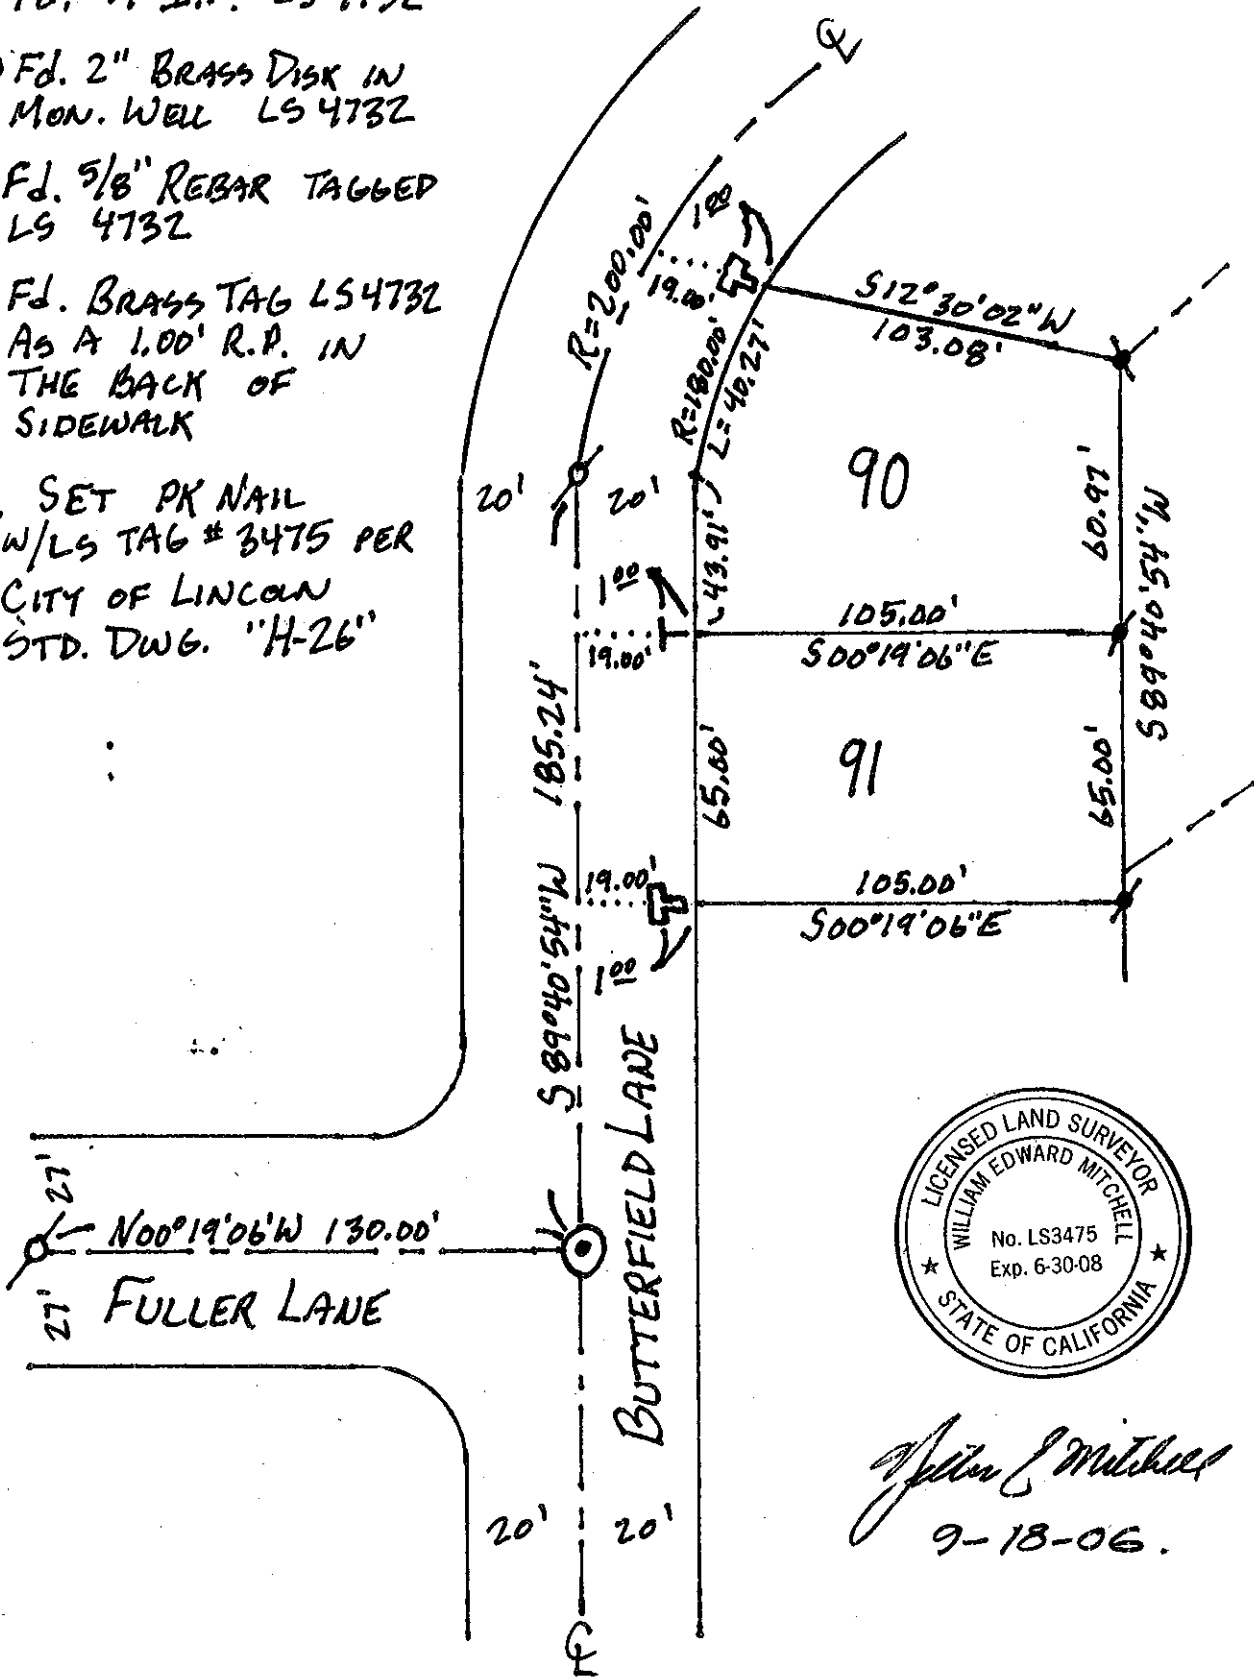 Fd. 2" BRASS DISK IN
MON. WELL LS 4732
Fd. 5/8" REBAR TAGGED
LS 4732
Fd. BRASS TAG LS4732
AS A 1.00' R.P. IN
THE BACK OF
SIDEWALK
SET PK NAIL
W/LS TAG # 3475 PER
CITY OF LINCOLN
STD. DWG. "H-26"
℄
R=200.00'
1.00
19.00'
R=180.00'
L=40.27'
S12°30'02"W
103.08'
90
60.97'
S89°40'54"W
20'
20'
43.91'
1.00
19.00'
105.00'
S00°19'06"E
185.24'
S89°40'54"W
65.00'
91
65.00'
19.00'
1.00
105.00'
S00°19'06"E
BUTTERFIELD LANE
27'
N00°19'06"W 130.00'
27'
FULLER LANE
20'
20'
℄
LICENSED LAND SURVEYOR
WILLIAM EDWARD MITCHELL
No. LS3475
Exp. 6-30-08
★ STATE OF CALIFORNIA ★
E Mitchell
9-18-06.